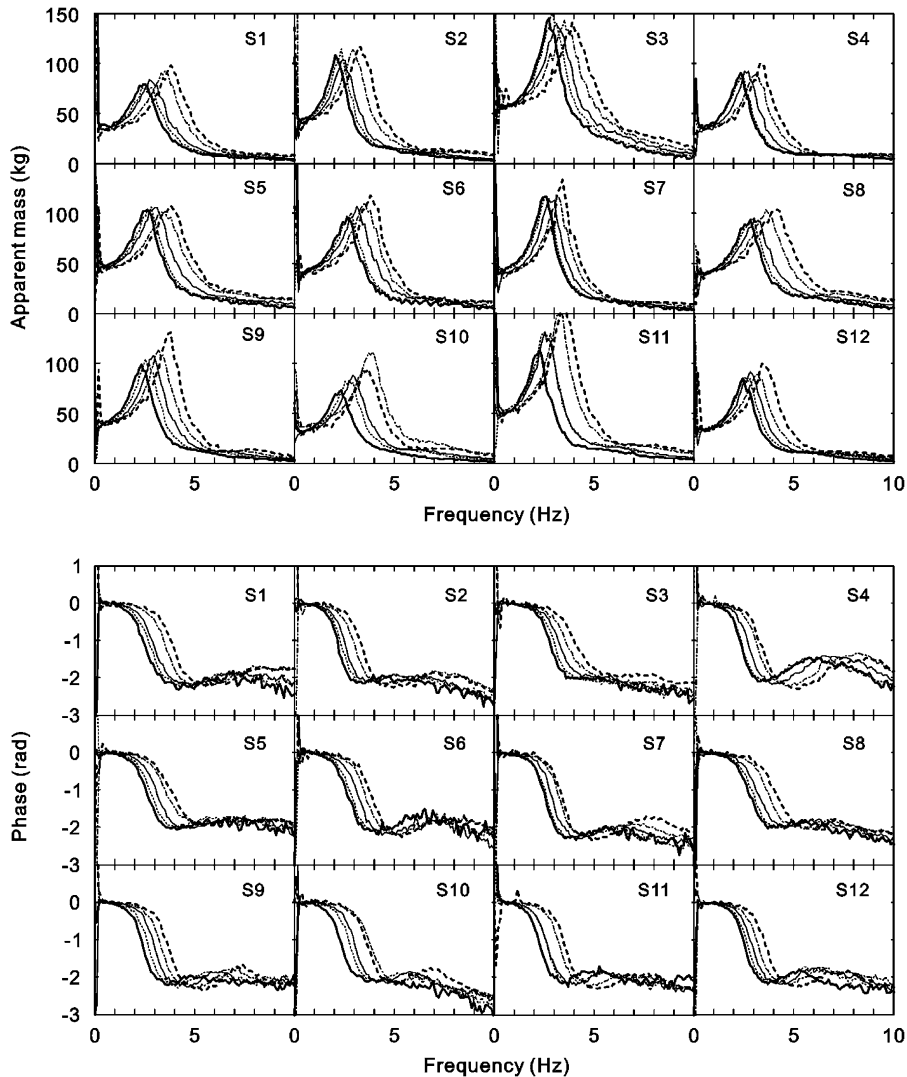 150
S1 S2 S3 S4
100
50
0
S5 S6 S7 S8
100
50
0
S9 S10 S11 S12
100
50
0
0 5 0 5 0 5 0 5 10
Apparent mass (kg)
Frequency (Hz)
1
S1 S2 S3 S4
0
-1
-2
-3
S5 S6 S7 S8
0
-1
-2
-3
S9 S10 S11 S12
0
-1
-2
-3
0 5 0 5 0 5 0 5 10
Phase (rad)
Frequency (Hz)